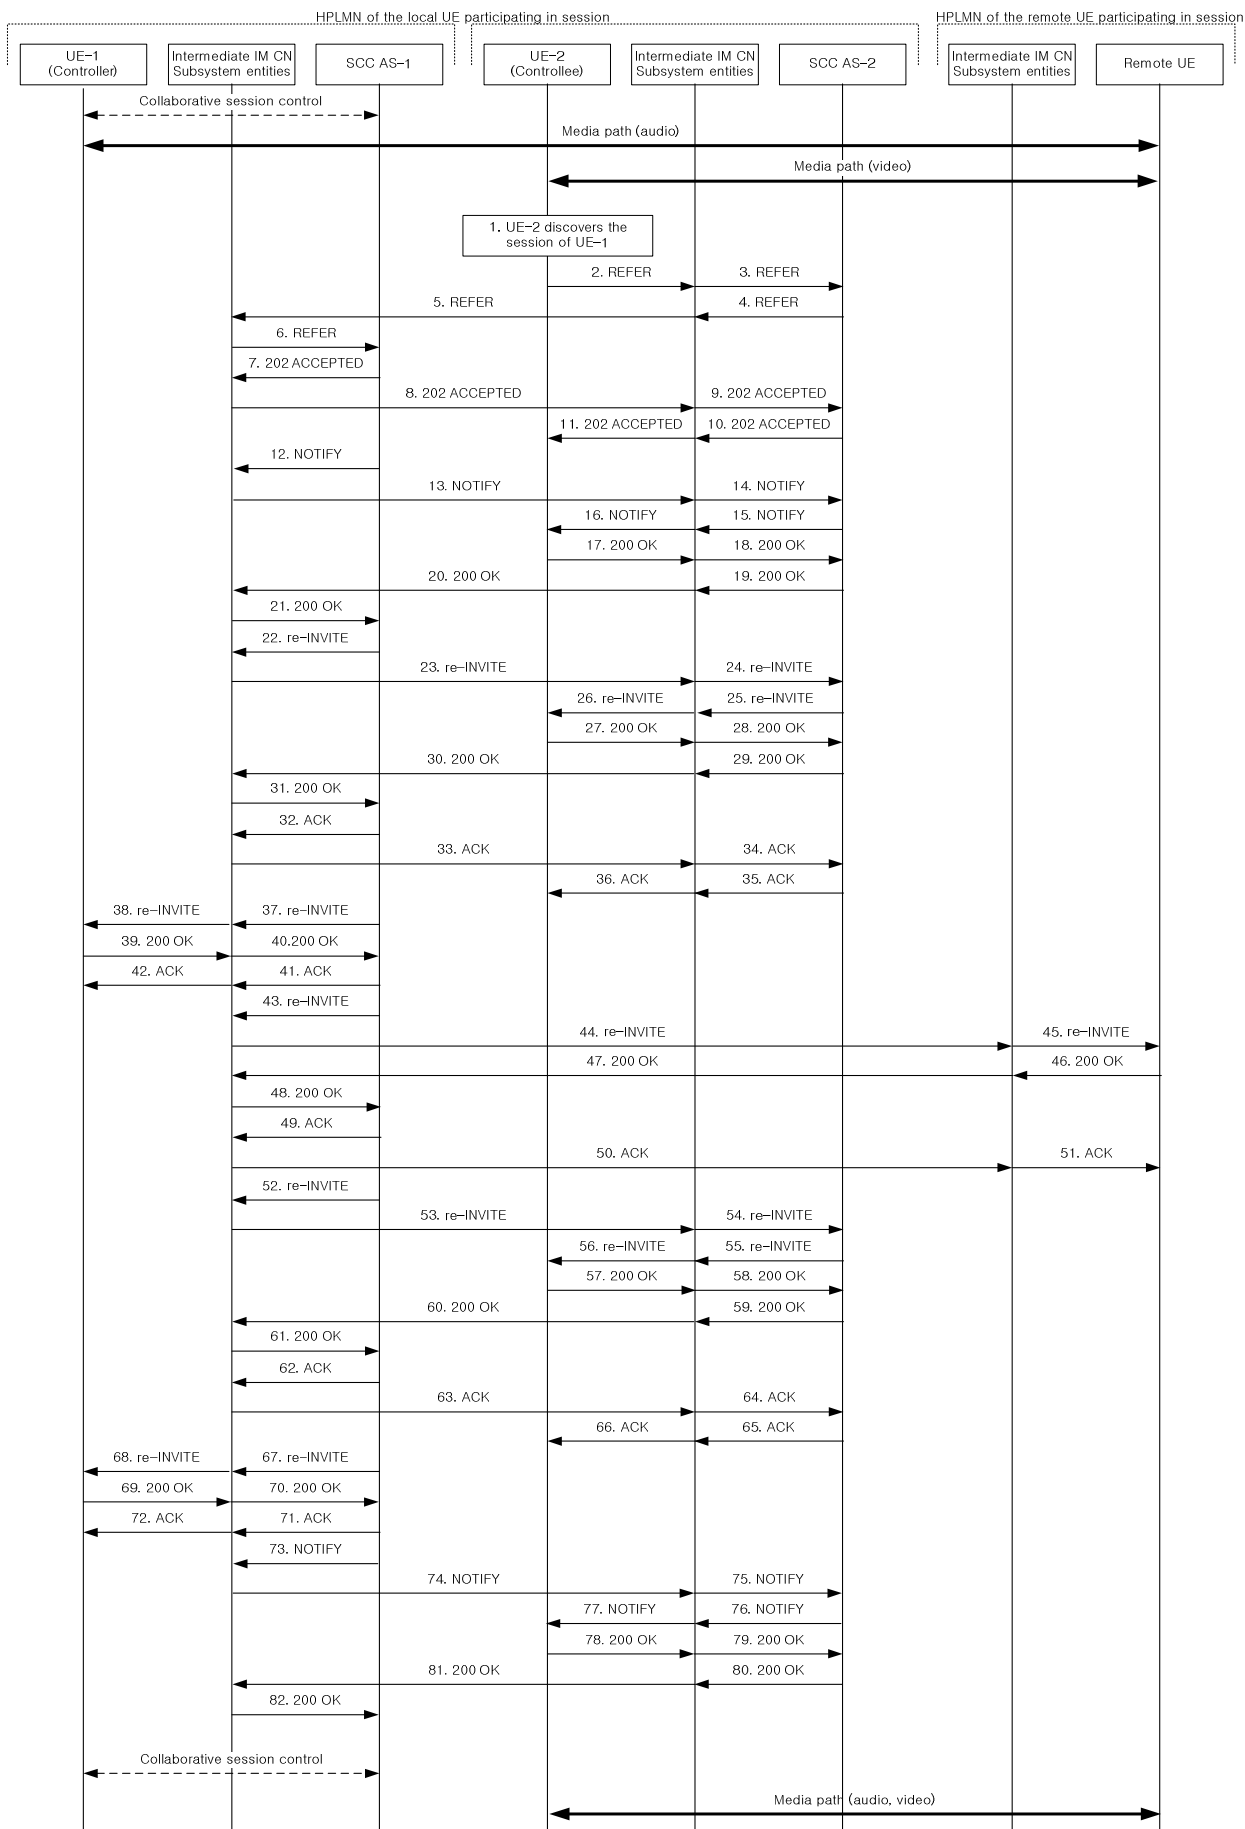 HPLMN of the local UE participating in session
HPLMN of the remote UE participating in session
UE-1
(Controller)
Intermediate IM CN
Subsystem entities
SCC AS-1
UE-2
(Controllee)
Intermediate IM CN
Subsystem entities
SCC AS-2
Intermediate IM CN
Subsystem entities
Remote UE
Collaborative session control
Media path (audio)
Media path (video)
1. UE-2 discovers the
session of UE-1
2. REFER
3. REFER
5. REFER
4. REFER
6. REFER
7. 202 ACCEPTED
8. 202 ACCEPTED
9. 202 ACCEPTED
11. 202 ACCEPTED
10. 202 ACCEPTED
12. NOTIFY
13. NOTIFY
14. NOTIFY
16. NOTIFY
15. NOTIFY
17. 200 OK
18. 200 OK
20. 200 OK
19. 200 OK
21. 200 OK
22. re-INVITE
23. re-INVITE
24. re-INVITE
26. re-INVITE
25. re-INVITE
27. 200 OK
28. 200 OK
30. 200 OK
29. 200 OK
31. 200 OK
32. ACK
33. ACK
34. ACK
36. ACK
35. ACK
38. re-INVITE
37. re-INVITE
39. 200 OK
40.200 OK
42. ACK
41. ACK
43. re-INVITE
44. re-INVITE
45. re-INVITE
47. 200 OK
46. 200 OK
48. 200 OK
49. ACK
50. ACK
51. ACK
52. re-INVITE
53. re-INVITE
54. re-INVITE
56. re-INVITE
55. re-INVITE
57. 200 OK
58. 200 OK
60. 200 OK
59. 200 OK
61. 200 OK
62. ACK
63. ACK
64. ACK
66. ACK
65. ACK
68. re-INVITE
67. re-INVITE
69. 200 OK
70. 200 OK
72. ACK
71. ACK
73. NOTIFY
74. NOTIFY
75. NOTIFY
77. NOTIFY
76. NOTIFY
78. 200 OK
79. 200 OK
81. 200 OK
80. 200 OK
82. 200 OK
Collaborative session control
Media path (audio, video)